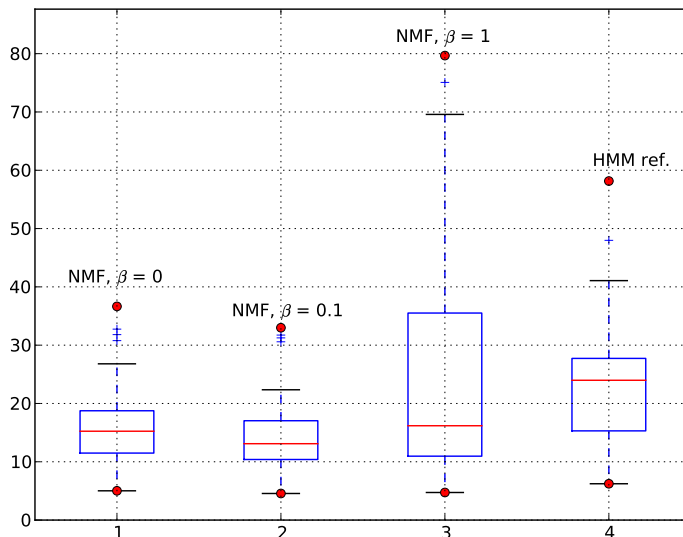 NMF, β = 1
80
70
HMM ref.
60
50
NMF, β = 0
40
NMF, β = 0.1
30
20
10
0
1 2 3 4